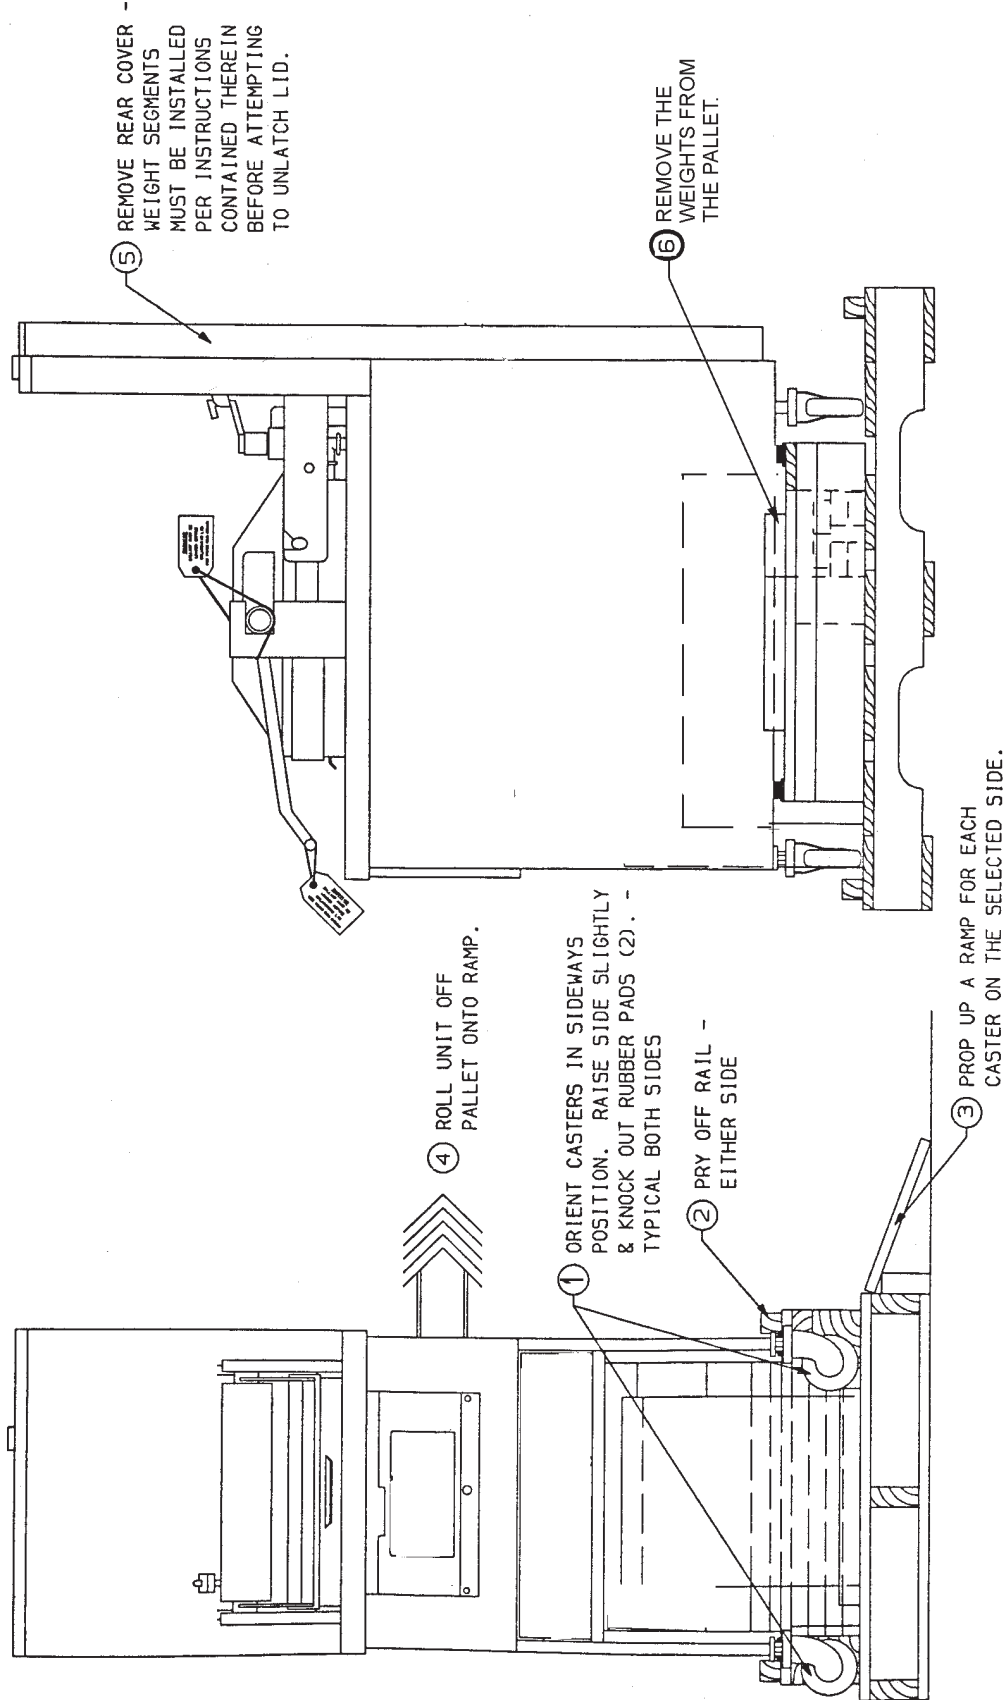 5 REMOVE REAR COVER -
WEIGHT SEGMENTS
MUST BE INSTALLED
PER INSTRUCTIONS
CONTAINED THEREIN
BEFORE ATTEMPTING
TO UNLATCH LID.
6 REMOVE THE
WEIGHTS FROM
THE PALLET.
4 ROLL UNIT OFF
PALLET ONTO RAMP.
1 ORIENT CASTERS IN SIDEWAYS
POSITION. RAISE SIDE SLIGHTLY
& KNOCK OUT RUBBER PADS (2). -
TYPICAL BOTH SIDES
2 PRY OFF RAIL -
EITHER SIDE
3 PROP UP A RAMP FOR EACH
CASTER ON THE SELECTED SIDE.